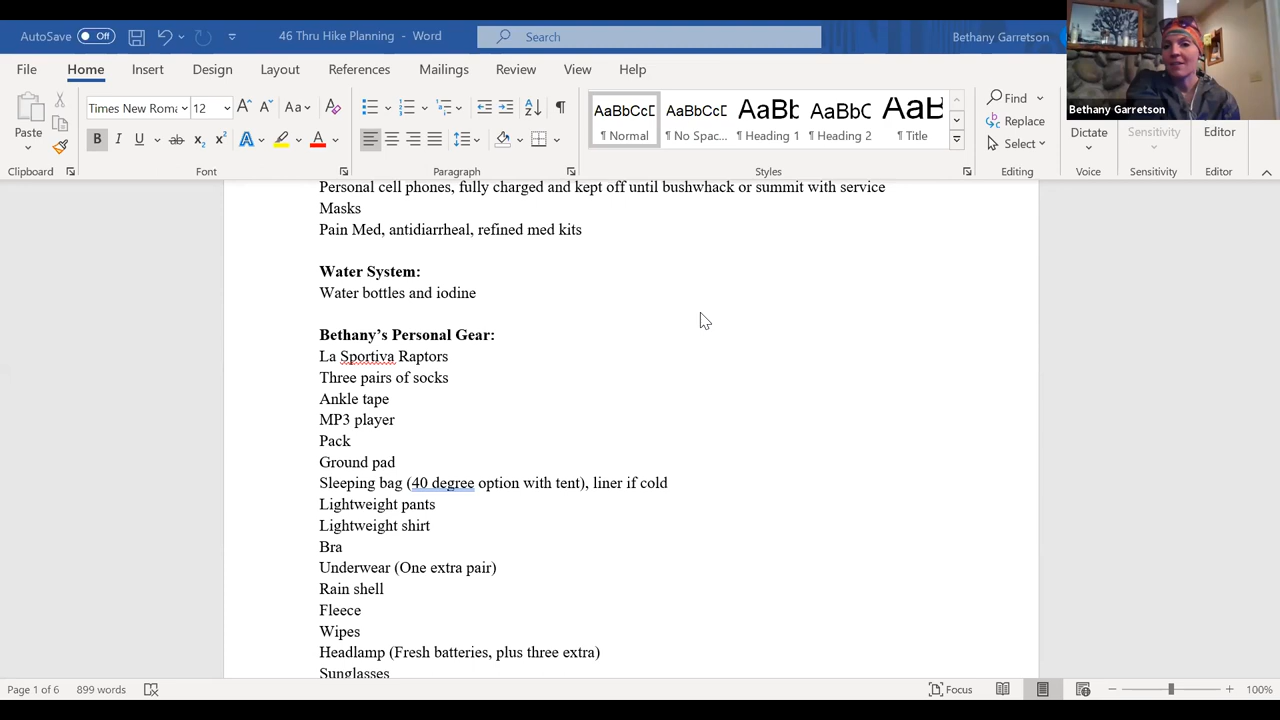 AutoSave Off
46 Thru Hike Planning - Word
Search
Bethany Garretson
File Home Insert Design Layout References Mailings Review View Help
Bethany Garretson
Paste
Clipboard
Times New Roma 12
Aa
B I U ab x₂ x² A A
Font
Paragraph
AaBbCcD AaBbCcD AaBb( AaBbC AaB
¶ Normal ¶ No Spac... ¶ Heading 1 ¶ Heading 2 ¶ Title
Styles
Find
Replace
Select
Editing
Dictate
Voice
Sensitivity
Sensitivity
Editor
Editor
Personal cell phones, fully charged and kept off until bushwhack or summit with service
Masks
Pain Med, antidiarrheal, refined med kits
Water System:
Water bottles and iodine
Bethany’s Personal Gear:
La Sportiva Raptors
Three pairs of socks
Ankle tape
MP3 player
Pack
Ground pad
Sleeping bag (40 degree option with tent), liner if cold
Lightweight pants
Lightweight shirt
Bra
Underwear (One extra pair)
Rain shell
Fleece
Wipes
Headlamp (Fresh batteries, plus three extra)
Sunglasses
Page 1 of 6 899 words
Focus
100%